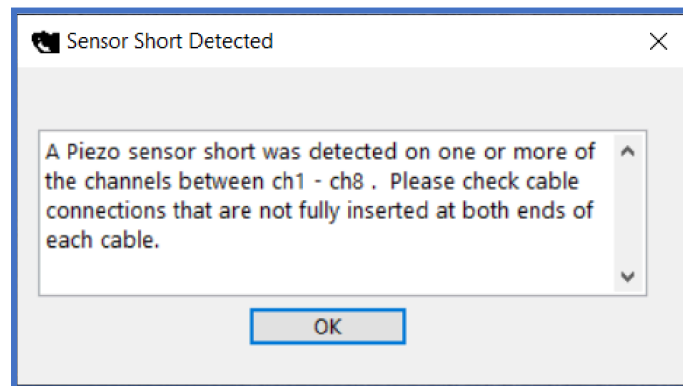 Sensor Short Detected
A Piezo sensor short was detected on one or more of
the channels between ch1 - ch8 .  Please check cable
connections that are not fully inserted at both ends of
each cable.
OK